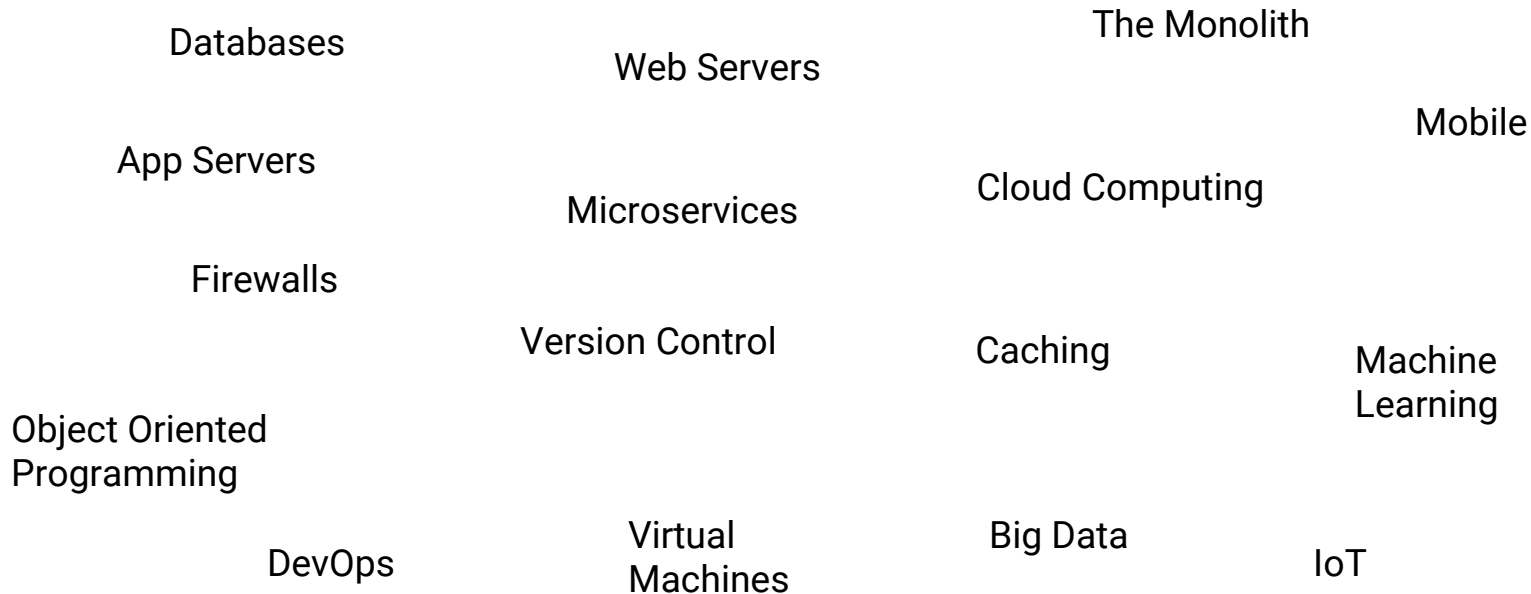 Databases
Web Servers
The Monolith
Mobile
App Servers
Microservices
Cloud Computing
Firewalls
Version Control
Caching
Machine
Learning
Object Oriented
Programming
DevOps
Virtual
Machines
Big Data
IoT